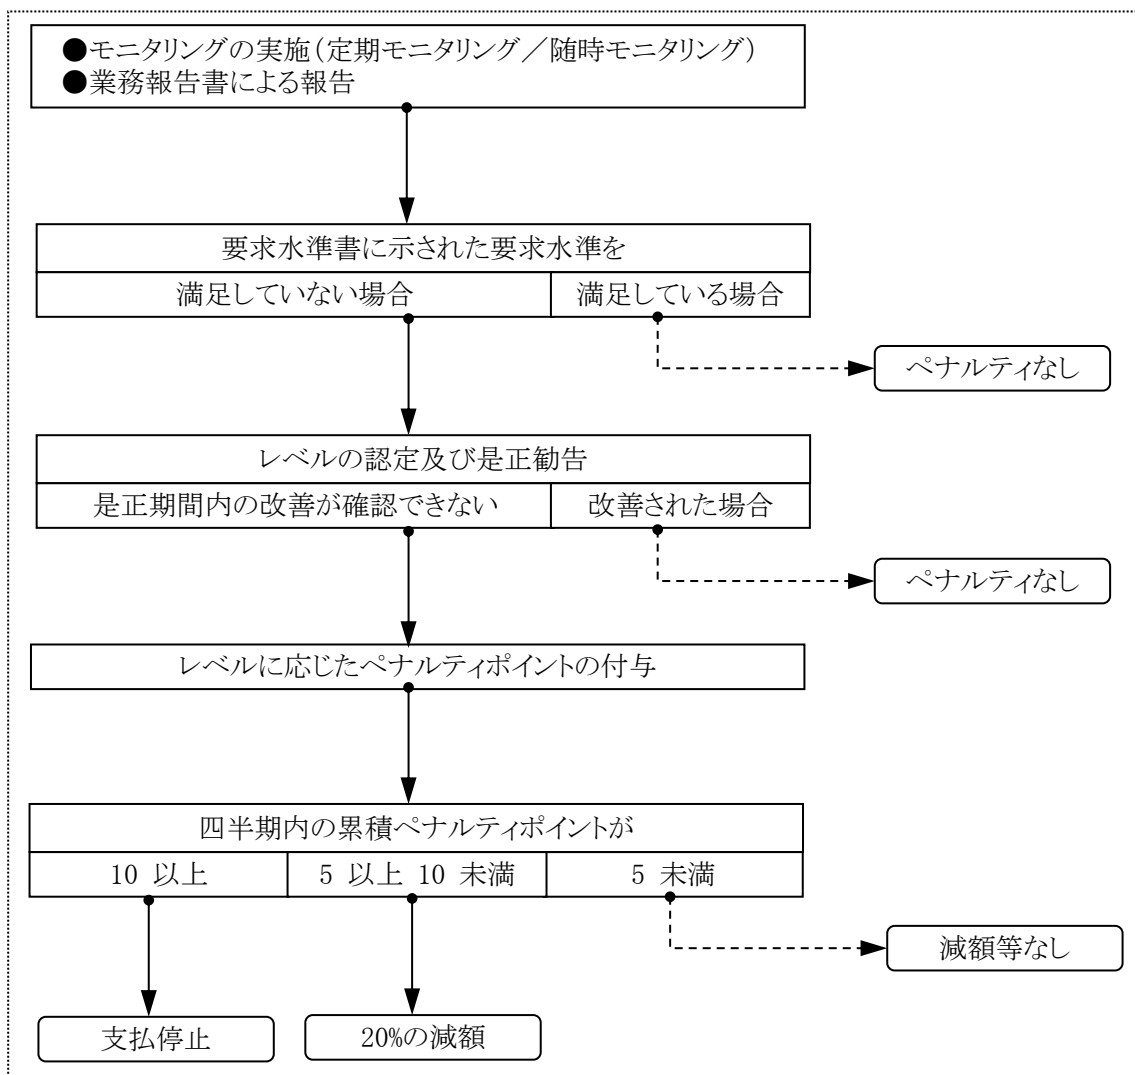 ●モニタリングの実施(定期モニタリング/随時モニタリング)
●業務報告書による報告
要求水準書に示された要求水準を
満足していない場合
満足している場合
ペナルティなし
レベルの認定及び是正勧告
是正期間内の改善が確認できない
改善された場合
ペナルティなし
レベルに応じたペナルティポイントの付与
四半期内の累積ペナルティポイントが
10 以上
5 以上 10 未満
5 未満
減額等なし
支払停止
20%の減額